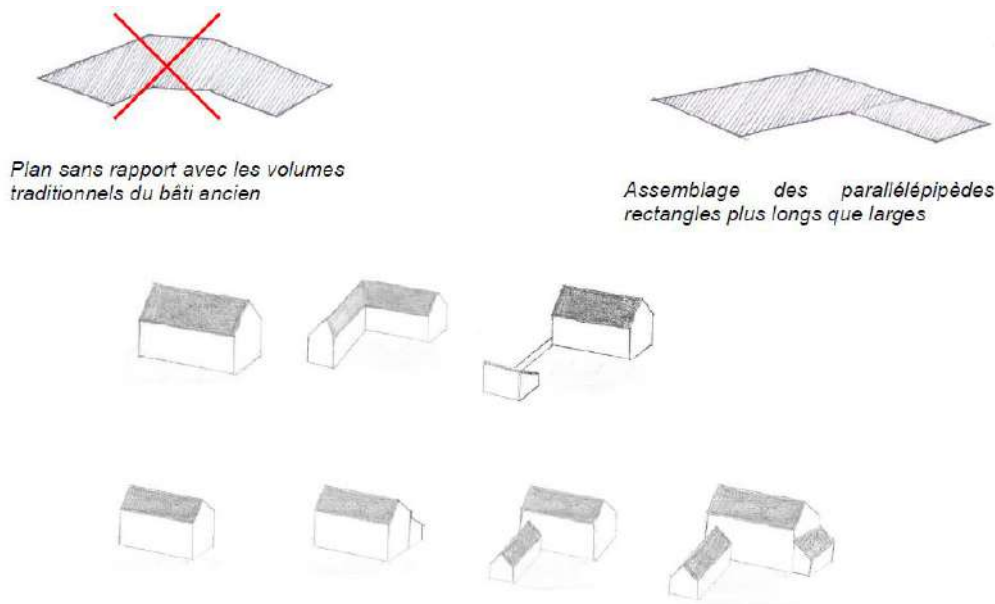 Plan sans rapport avec les volumes
traditionnels du bâti ancien
Assemblage des parallélépipèdes
rectangles plus longs que larges